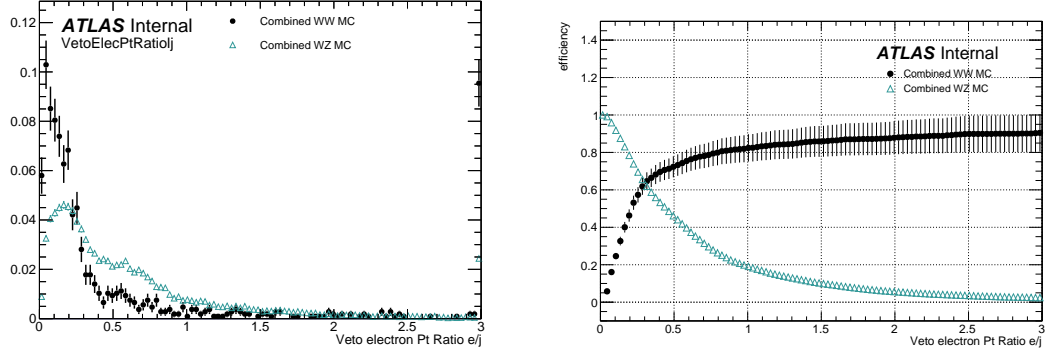 0.12
0.1
0.08
0.06
0.04
0.02
0
ATLAS Internal
VetoElecPtRatiolj
Combined WW MC
Combined WZ MC
0 0.5 1 1.5 2 2.5 3
Veto electron Pt Ratio e/j
efficiency
1.4
1.2
1
0.8
0.6
0.4
0.2
0
ATLAS Internal
Combined WW MC
Combined WZ MC
0 0.5 1 1.5 2 2.5 3
Veto electron Pt Ratio e/j